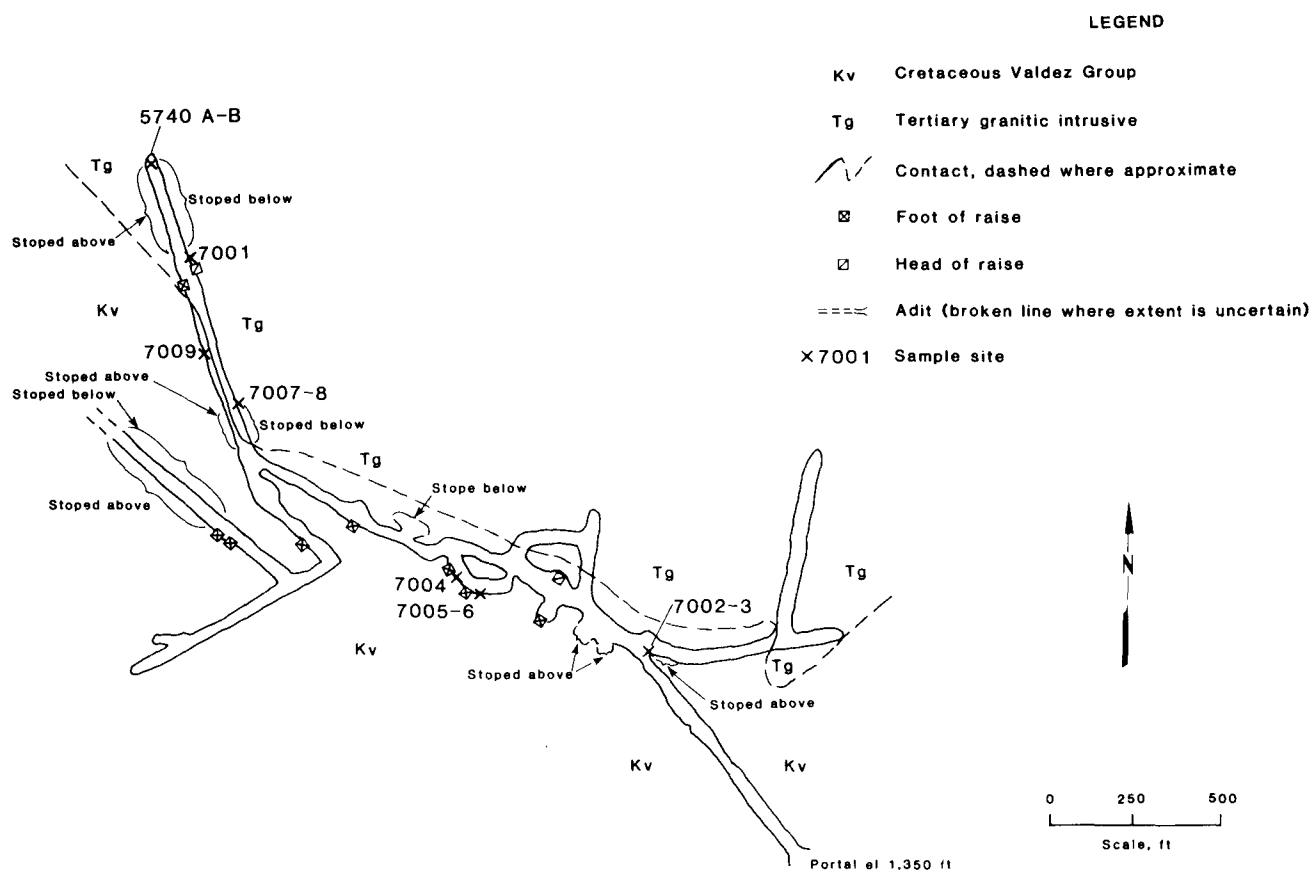 LEGEND
Kv Cretaceous Valdez Group
Tg Tertiary granitic intrusive
Contact, dashed where approximate
Foot of raise
Head of raise
Adit (broken line where extent is uncertain)
×7001 Sample site
5740 A-B
Tg
Stoped below
Stoped above
7001
Kv
Tg
7009
Stoped above
Stoped below
7007-8
Stoped below
Tg
Stope below
Stoped above
7004
7005-6
Tg
Tg
7002-3
N
Kv
Tg
Stoped above
Stoped above
Kv
Kv
0 250 500
Scale, ft
Portal el 1,350 ft